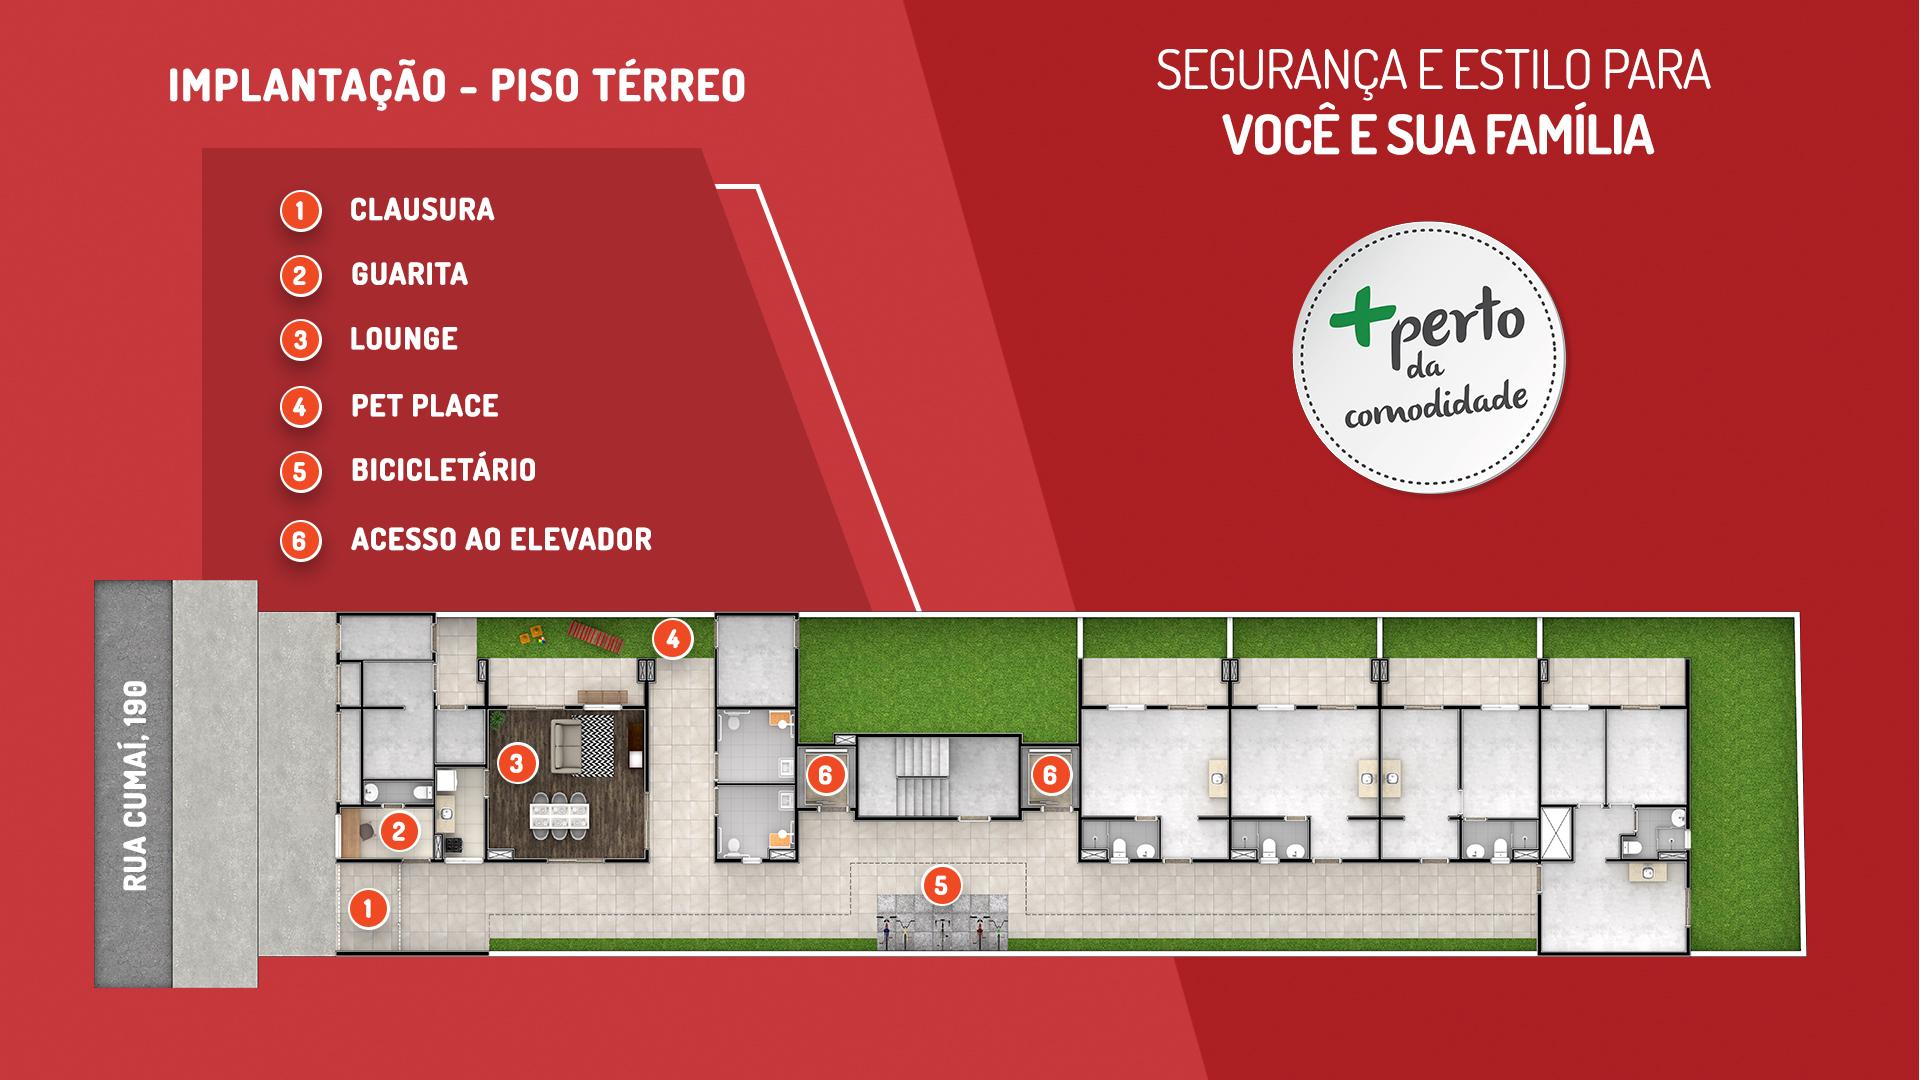 IMPLANTAÇÃO - PISO TÉRREO
1 CLAUSURA
2 GUARITA
3 LOUNGE
4 PET PLACE
5 BICICLETÁRIO
6 ACESSO AO ELEVADOR
SEGURANÇA E ESTILO PARA
VOCÊ E SUA FAMÍLIA
+perto
da
comodidade
RUA CUMAÍ, 190
4
3
6
6
2
5
1